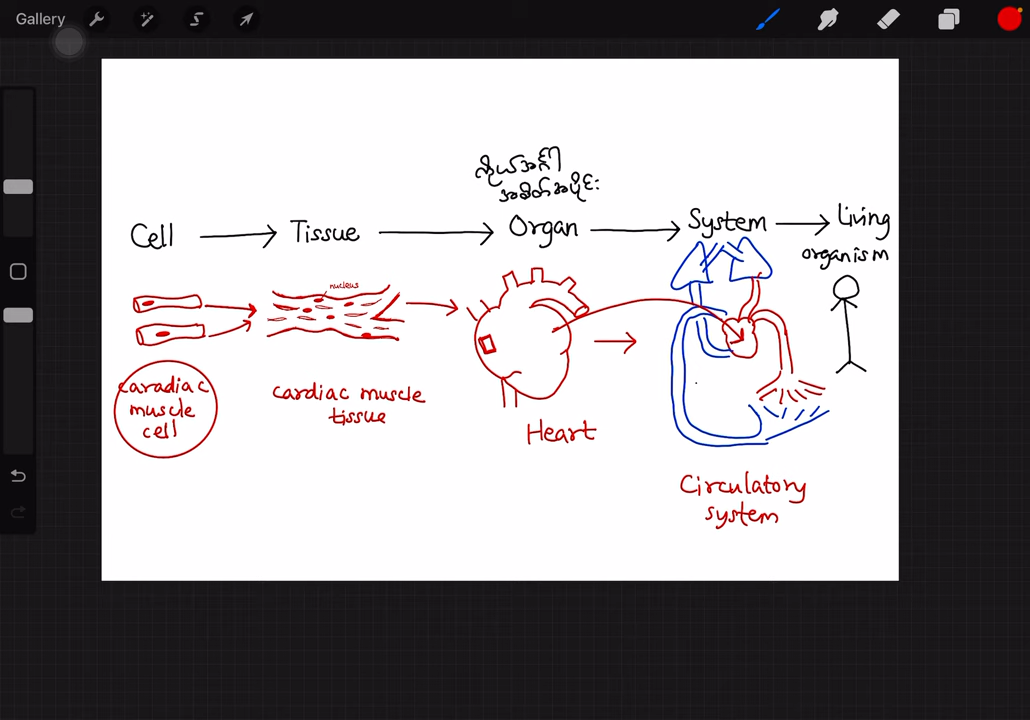 Gallery
ကိုယ်အင်္ဂါ
အစိတ်အပိုင်း
Cell → Tissue → Organ → System → Living
organism
nucleus
caradiac
muscle
cell
cardiac muscle
tissue
Heart
Circulatory
system